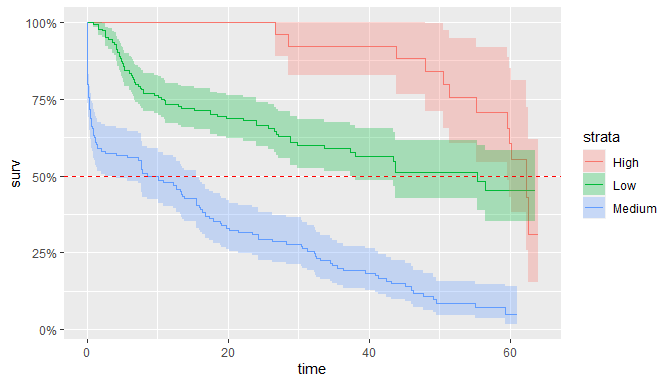 100%
75%
50%
25%
0%
surv
0
20
40
60
time
strata
High
Low
Medium